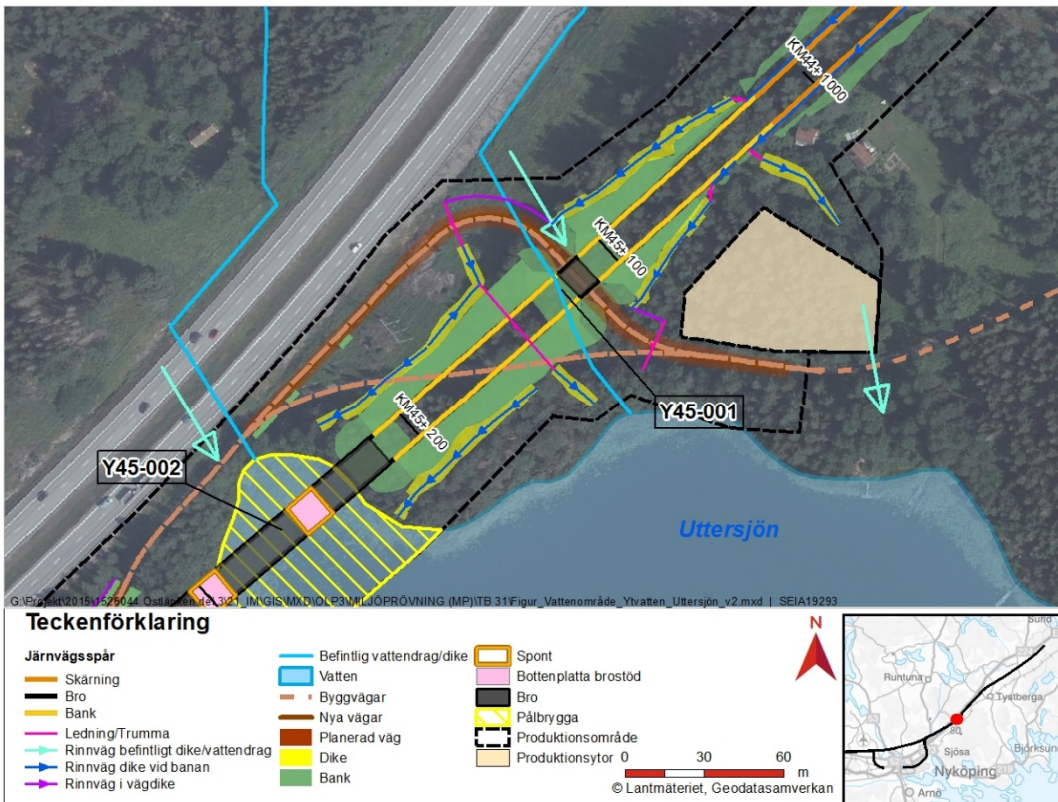 KM44+ 1000
KM45+ 100
Y45-001
KM45+ 200
Y45-002
Uttersjön
G:\Projekt\2015\1526044_Ostlänken del 3\21_IM\GIS\MXD\OLP3\MILJÖPRÖVNING (MP)\TB 31\Figur_Vattenområde_Ytvatten_Uttersjön_v2.mxd | SEIA19293
Teckenförklaring
Järnvägsspår
Skärning
Bro
Bank
Ledning/Trumma
Rinnväg befintligt dike/vattendrag
Rinnväg dike vid banan
Rinnväg i vägdike
Befintlig vattendrag/dike
Vatten
Byggvägar
Nya vägar
Planerad väg
Dike
Bank
Spont
Bottenplatta brostöd
Bro
Pålbrygga
Produktionsområde
Produktionsytor
N
0 30 60
m
© Lantmäteriet, Geodatasamverkan
Sund
Runtuna
Tystberga
Sjösa
Björksund
Nyköping
Arnö